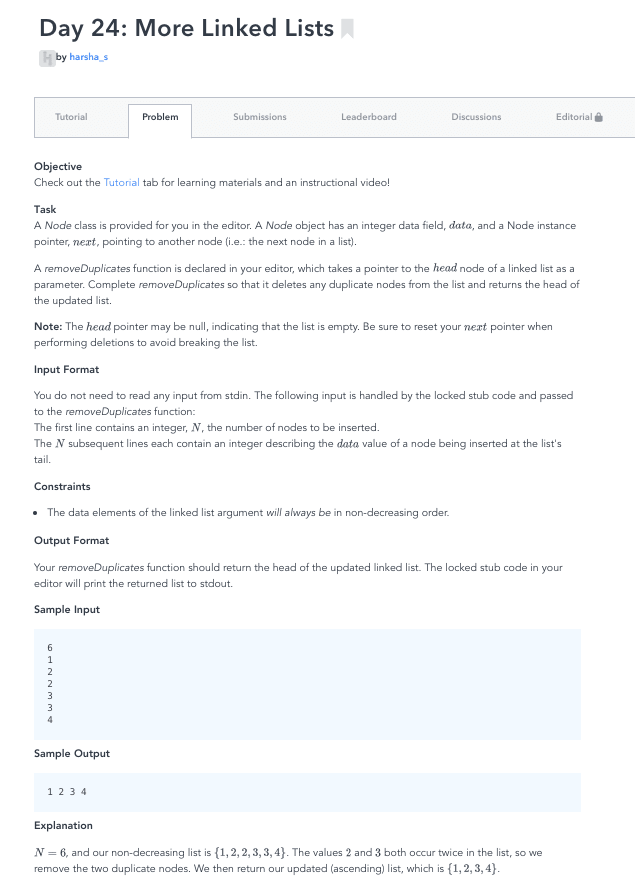 Day 24: More Linked Lists
by harsha_s
Tutorial Problem Submissions Leaderboard Discussions Editorial
Objective
Check out the Tutorial tab for learning materials and an instructional video!
Task
A Node class is provided for you in the editor. A Node object has an integer data field, data, and a Node instance
pointer, next, pointing to another node (i.e.: the next node in a list).
A removeDuplicates function is declared in your editor, which takes a pointer to the head node of a linked list as a
parameter. Complete removeDuplicates so that it deletes any duplicate nodes from the list and returns the head of
the updated list.
Note: The head pointer may be null, indicating that the list is empty. Be sure to reset your next pointer when
performing deletions to avoid breaking the list.
Input Format
You do not need to read any input from stdin. The following input is handled by the locked stub code and passed
to the removeDuplicates function:
The first line contains an integer, N, the number of nodes to be inserted.
The N subsequent lines each contain an integer describing the data value of a node being inserted at the list's
tail.
Constraints
• The data elements of the linked list argument will always be in non-decreasing order.
Output Format
Your removeDuplicates function should return the head of the updated linked list. The locked stub code in your
editor will print the returned list to stdout.
Sample Input
6
1
2
2
3
3
4
Sample Output
1 2 3 4
Explanation
N = 6, and our non-decreasing list is {1, 2, 2, 3, 3, 4}. The values 2 and 3 both occur twice in the list, so we
remove the two duplicate nodes. We then return our updated (ascending) list, which is {1, 2, 3, 4}.